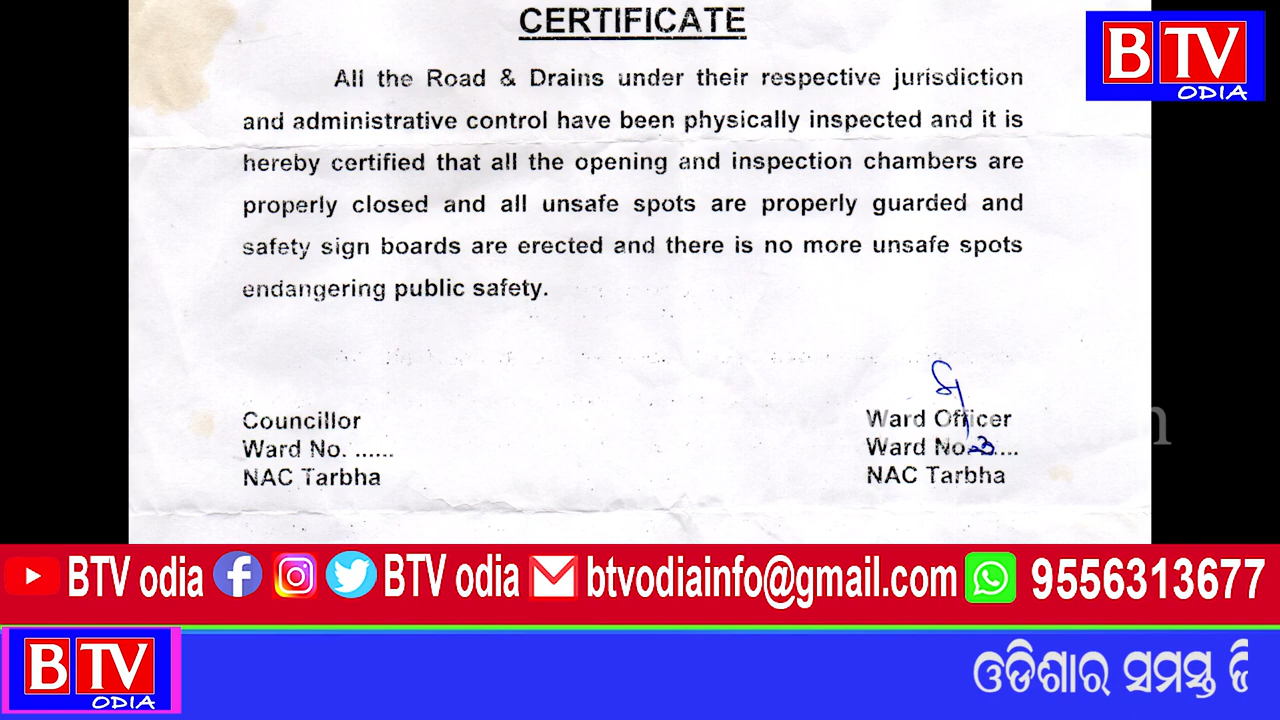 CERTIFICATE
BTV
ODIA
All the Road & Drains under their respective jurisdiction
and administrative control have been physically inspected and it is
hereby certified that all the opening and inspection chambers are
properly closed and all unsafe spots are properly guarded and
safety sign boards are erected and there is no more unsafe spots
endangering public safety.
Councillor
Ward No. ......
NAC Tarbha
Ward Officer
Ward No. ....
NAC Tarbha
BTV odia BTV odia btvodiainfo@gmail.com 9556313677
BTV
ODIA
ଓଡିଶାର ସମସ୍ତ